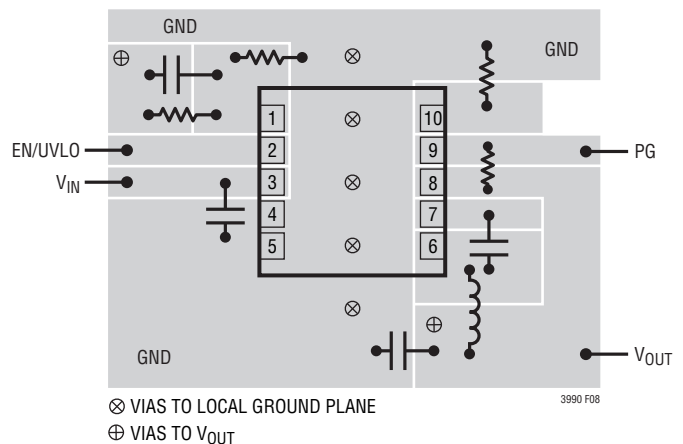 GND
GND
1
10
EN/UVLO
2
9
PG
VIN
3
8
4
7
5
6
GND
VOUT
3990 F08
⊗ VIAS TO LOCAL GROUND PLANE
⊕ VIAS TO VOUT